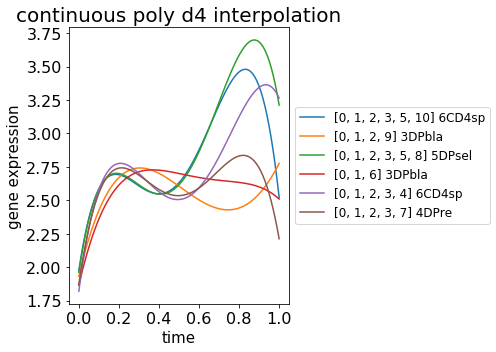 continuous poly d4 interpolation
gene expression
3.75
3.50
3.25
3.00
2.75
2.50
2.25
2.00
1.75
0.0 0.2 0.4 0.6 0.8 1.0
time
[0, 1, 2, 3, 5, 10] 6CD4sp
[0, 1, 2, 9] 3DPbla
[0, 1, 2, 3, 5, 8] 5DPsel
[0, 1, 6] 3DPbla
[0, 1, 2, 3, 4] 6CD4sp
[0, 1, 2, 3, 7] 4DPre